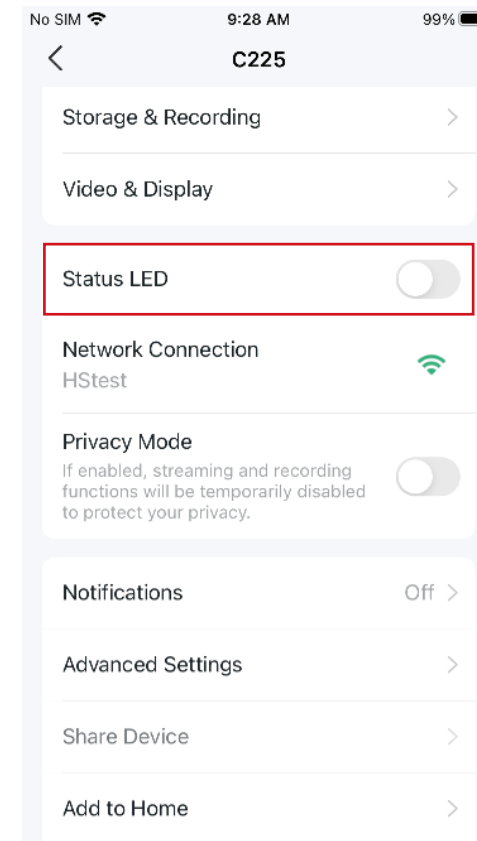 No SIM 9:28 AM 99%
C225
Storage & Recording
Video & Display
Status LED
Network Connection
HStest
Privacy Mode
If enabled, streaming and recording
functions will be temporarily disabled
to protect your privacy.
Notifications Off
Advanced Settings
Share Device
Add to Home